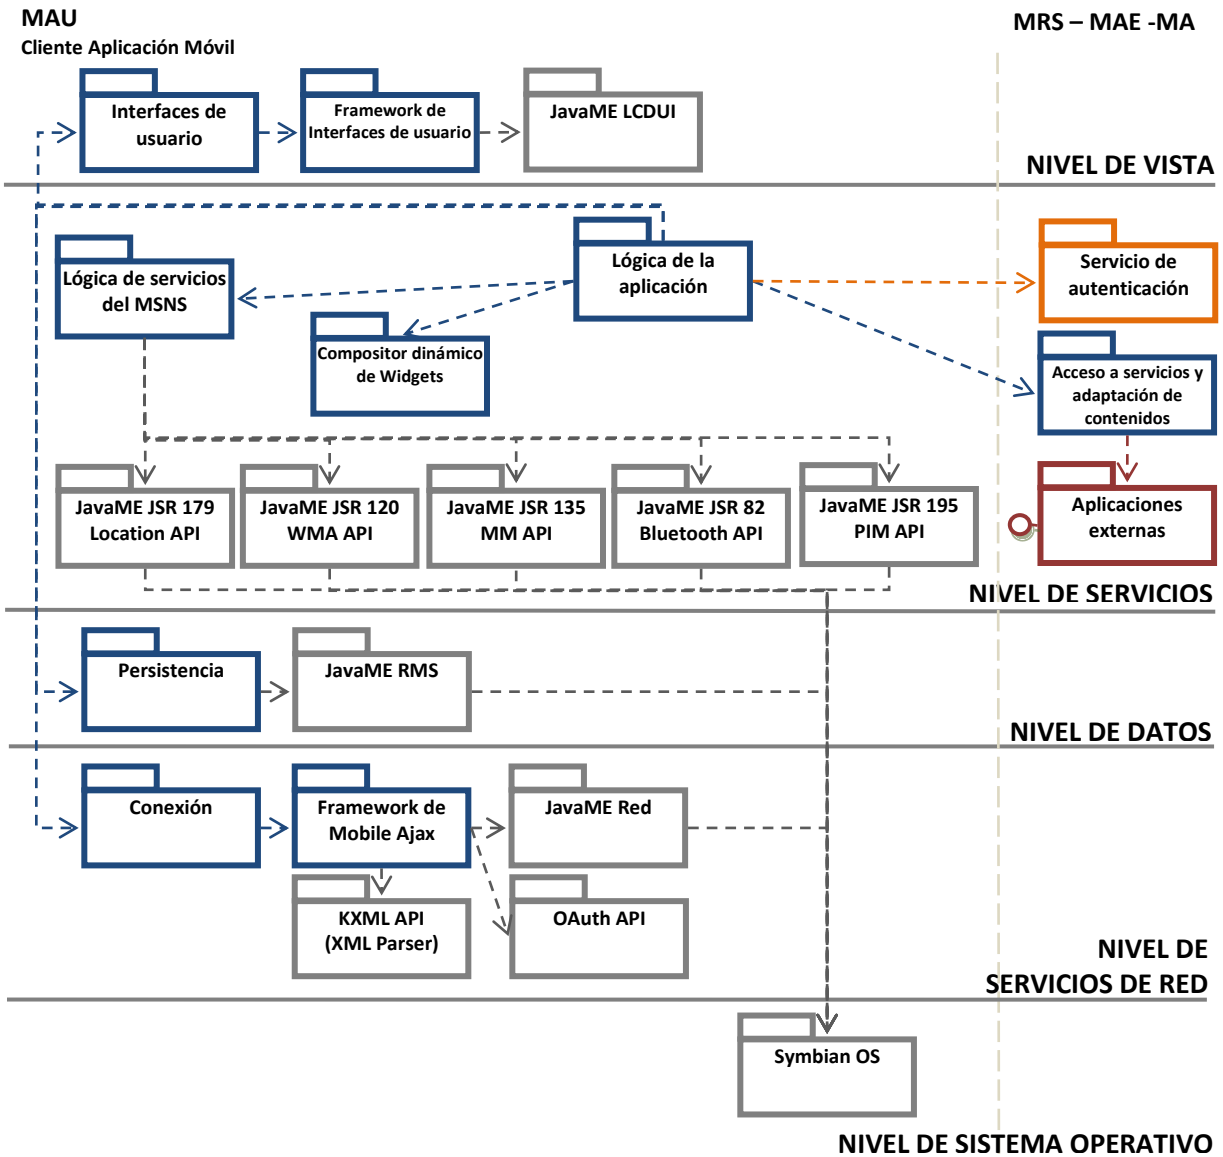 MAU
Cliente Aplicación Móvil
MRS – MAE -MA
Interfaces de
usuario
Framework de
Interfaces de usuario
JavaME LCDUI
NIVEL DE VISTA
Lógica de servicios
del MSNS
Lógica de la
aplicación
Servicio de
autenticación
Compositor dinámico
de Widgets
Acceso a servicios y
adaptación de
contenidos
JavaME JSR 179
Location API
JavaME JSR 120
WMA API
JavaME JSR 135
MM API
JavaME JSR 82
Bluetooth API
JavaME JSR 195
PIM API
Aplicaciones
externas
NIVEL DE SERVICIOS
Persistencia
JavaME RMS
NIVEL DE DATOS
Conexión
Framework de
Mobile Ajax
JavaME Red
KXML API
(XML Parser)
OAuth API
NIVEL DE
SERVICIOS DE RED
Symbian OS
NIVEL DE SISTEMA OPERATIVO